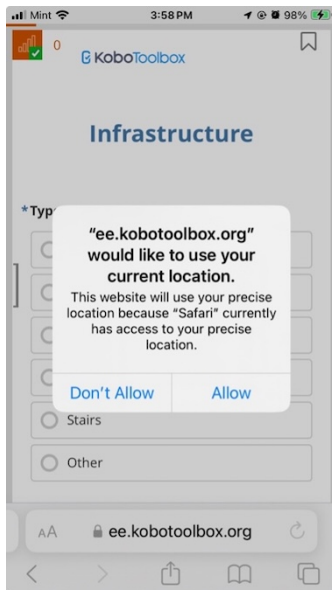 Mint 3:58 PM 98%
0
KoboToolbox
Infrastructure
*Typ
"ee.kobotoolbox.org"
would like to use your
current location.
This website will use your precise
location because "Safari" currently
has access to your precise
location.
Don't Allow Allow
Stairs
Other
AA ee.kobotoolbox.org